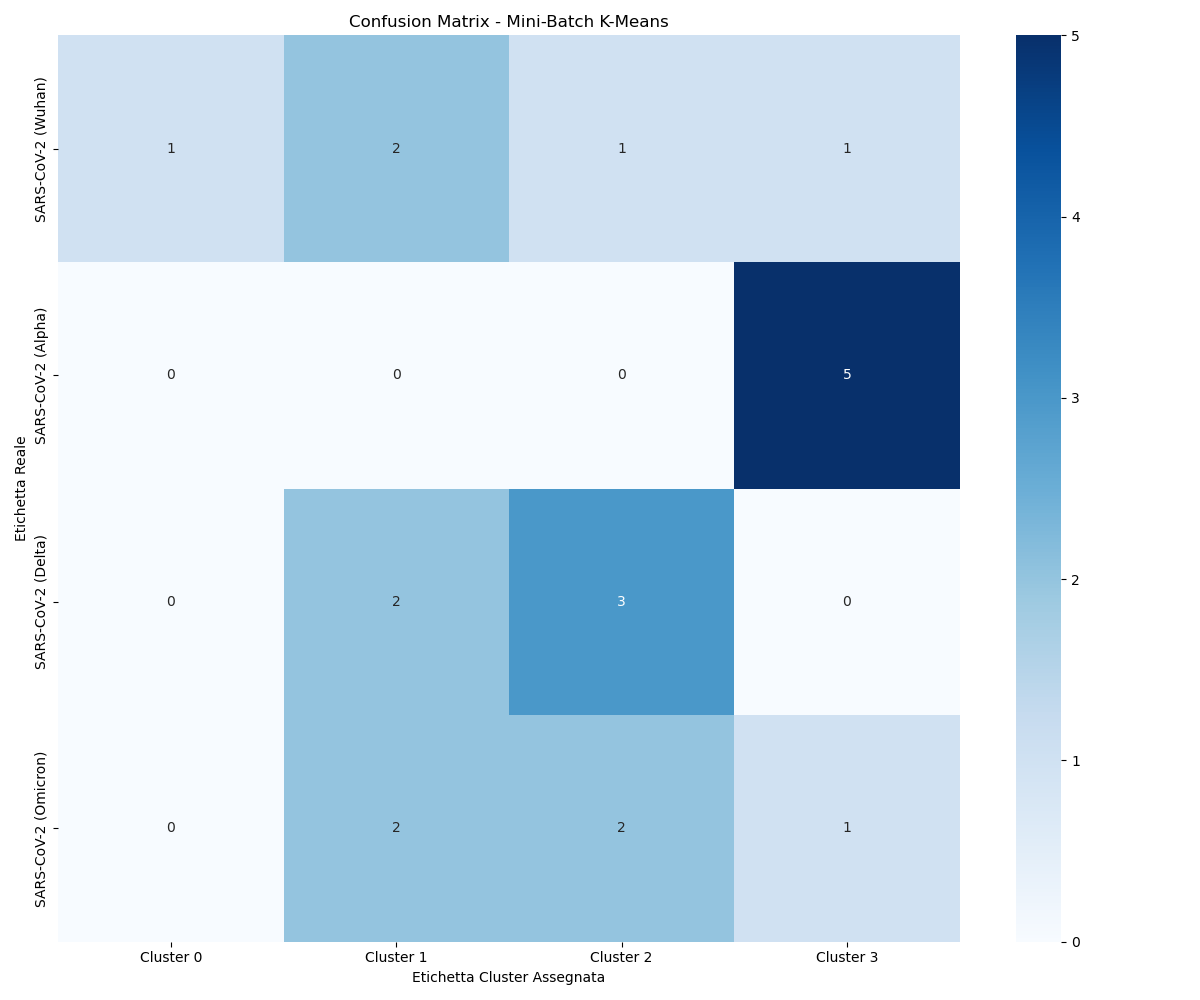 Confusion Matrix - Mini-Batch K-Means
Etichetta Reale
SARS-CoV-2 (Wuhan)
1 2 1 1
SARS-CoV-2 (Alpha)
0 0 0 5
SARS-CoV-2 (Delta)
0 2 3 0
SARS-CoV-2 (Omicron)
0 2 2 1
Cluster 0 Cluster 1 Cluster 2 Cluster 3
Etichetta Cluster Assegnata
5
4
3
2
1
0